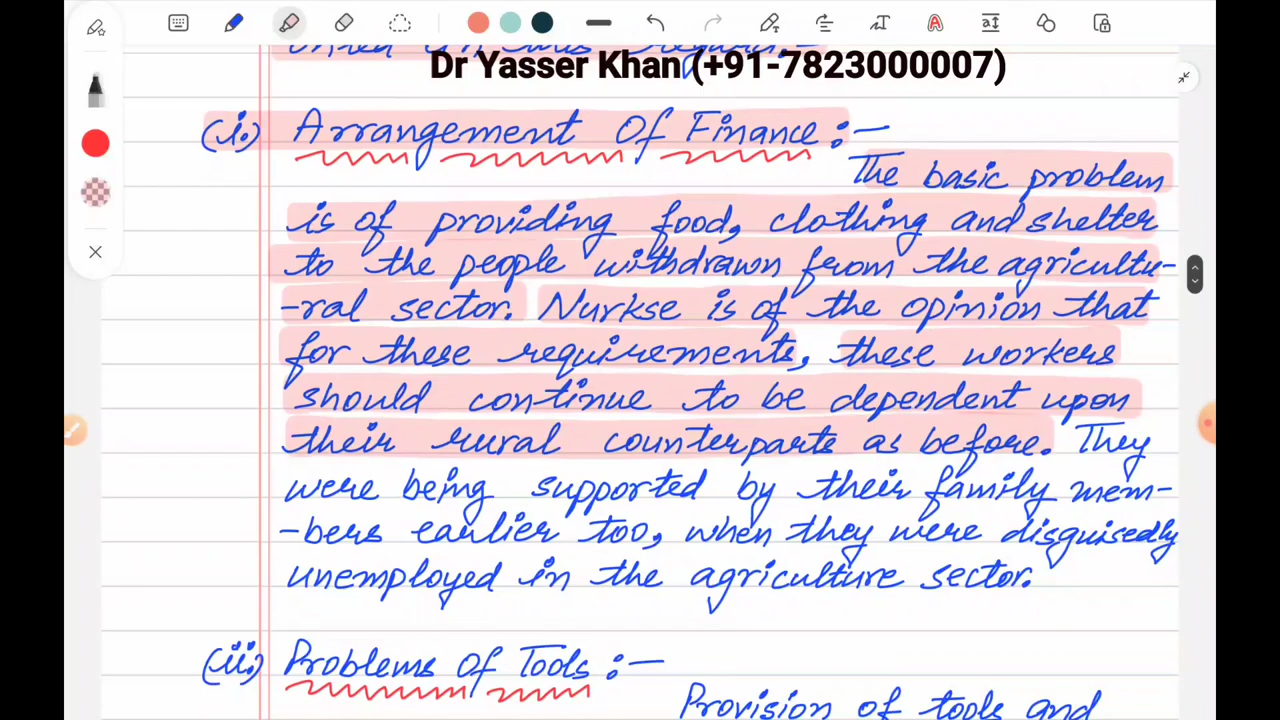 Dr Yasser Khan (+91-7823000007)
(i.) Arrangement Of Finance :-
The basic problem
is of providing food, clothing and shelter
to the people withdrawn from the agricultu-
-ral sector. Nurkse is of the opinion that
for these requirements, these workers
should continue to be dependent upon
their rural counterparts as before. They
were being supported by their family mem-
-bers earlier too, when they were disguisedly
unemployed in the agriculture sector.
(ii.) Problems Of Tools :-
Provision of tools and